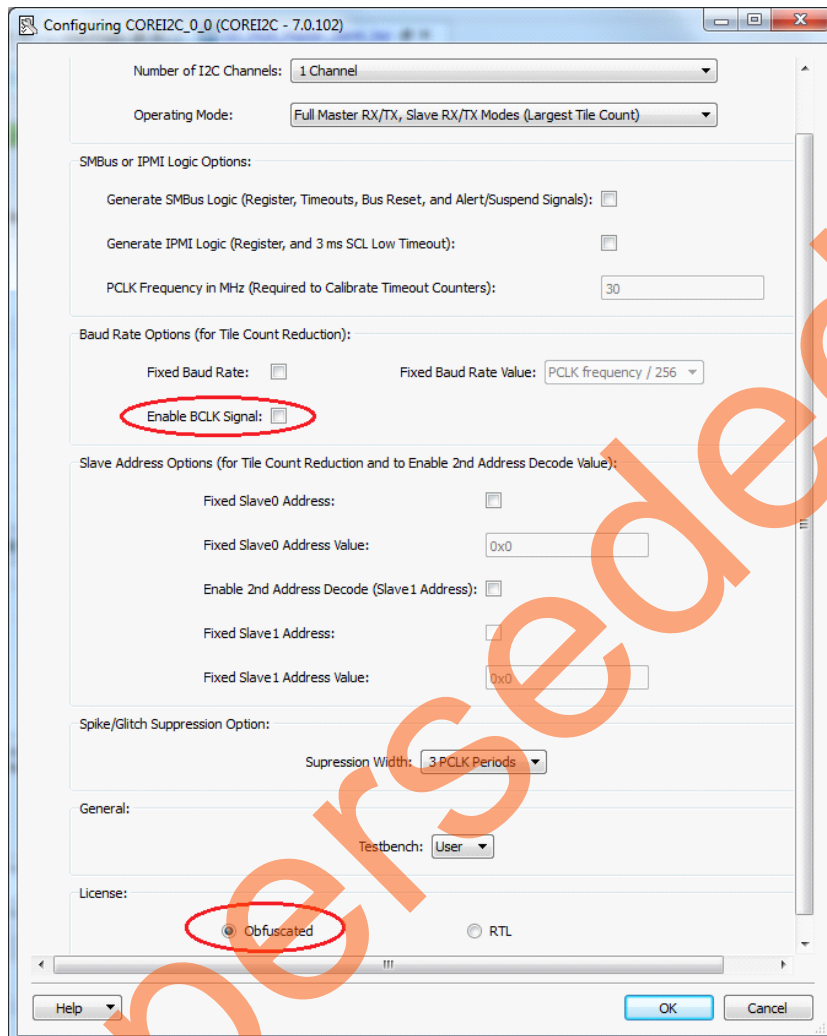 Configuring COREI2C_0_0 (COREI2C - 7.0.102)
Number of I2C Channels: 1 Channel
Operating Mode: Full Master RX/TX, Slave RX/TX Modes (Largest Tile Count)
SMBus or IPMI Logic Options:
Generate SMBus Logic (Register, Timeouts, Bus Reset, and Alert/Suspend Signals):
Generate IPMI Logic (Register, and 3 ms SCL Low Timeout):
PCLK Frequency in MHz (Required to Calibrate Timeout Counters): 30
Baud Rate Options (for Tile Count Reduction):
Fixed Baud Rate: Fixed Baud Rate Value: PCLK frequency / 256
Enable BCLK Signal:
Slave Address Options (for Tile Count Reduction and to Enable 2nd Address Decode Value):
Fixed Slave0 Address:
Fixed Slave0 Address Value: 0x0
Enable 2nd Address Decode (Slave1 Address):
Fixed Slave1 Address:
Fixed Slave1 Address Value: 0x0
Spike/Glitch Suppression Option:
Supression Width: 3 PCLK Periods
General:
Testbench: User
License:
Obfuscated RTL
Help OK Cancel
persede